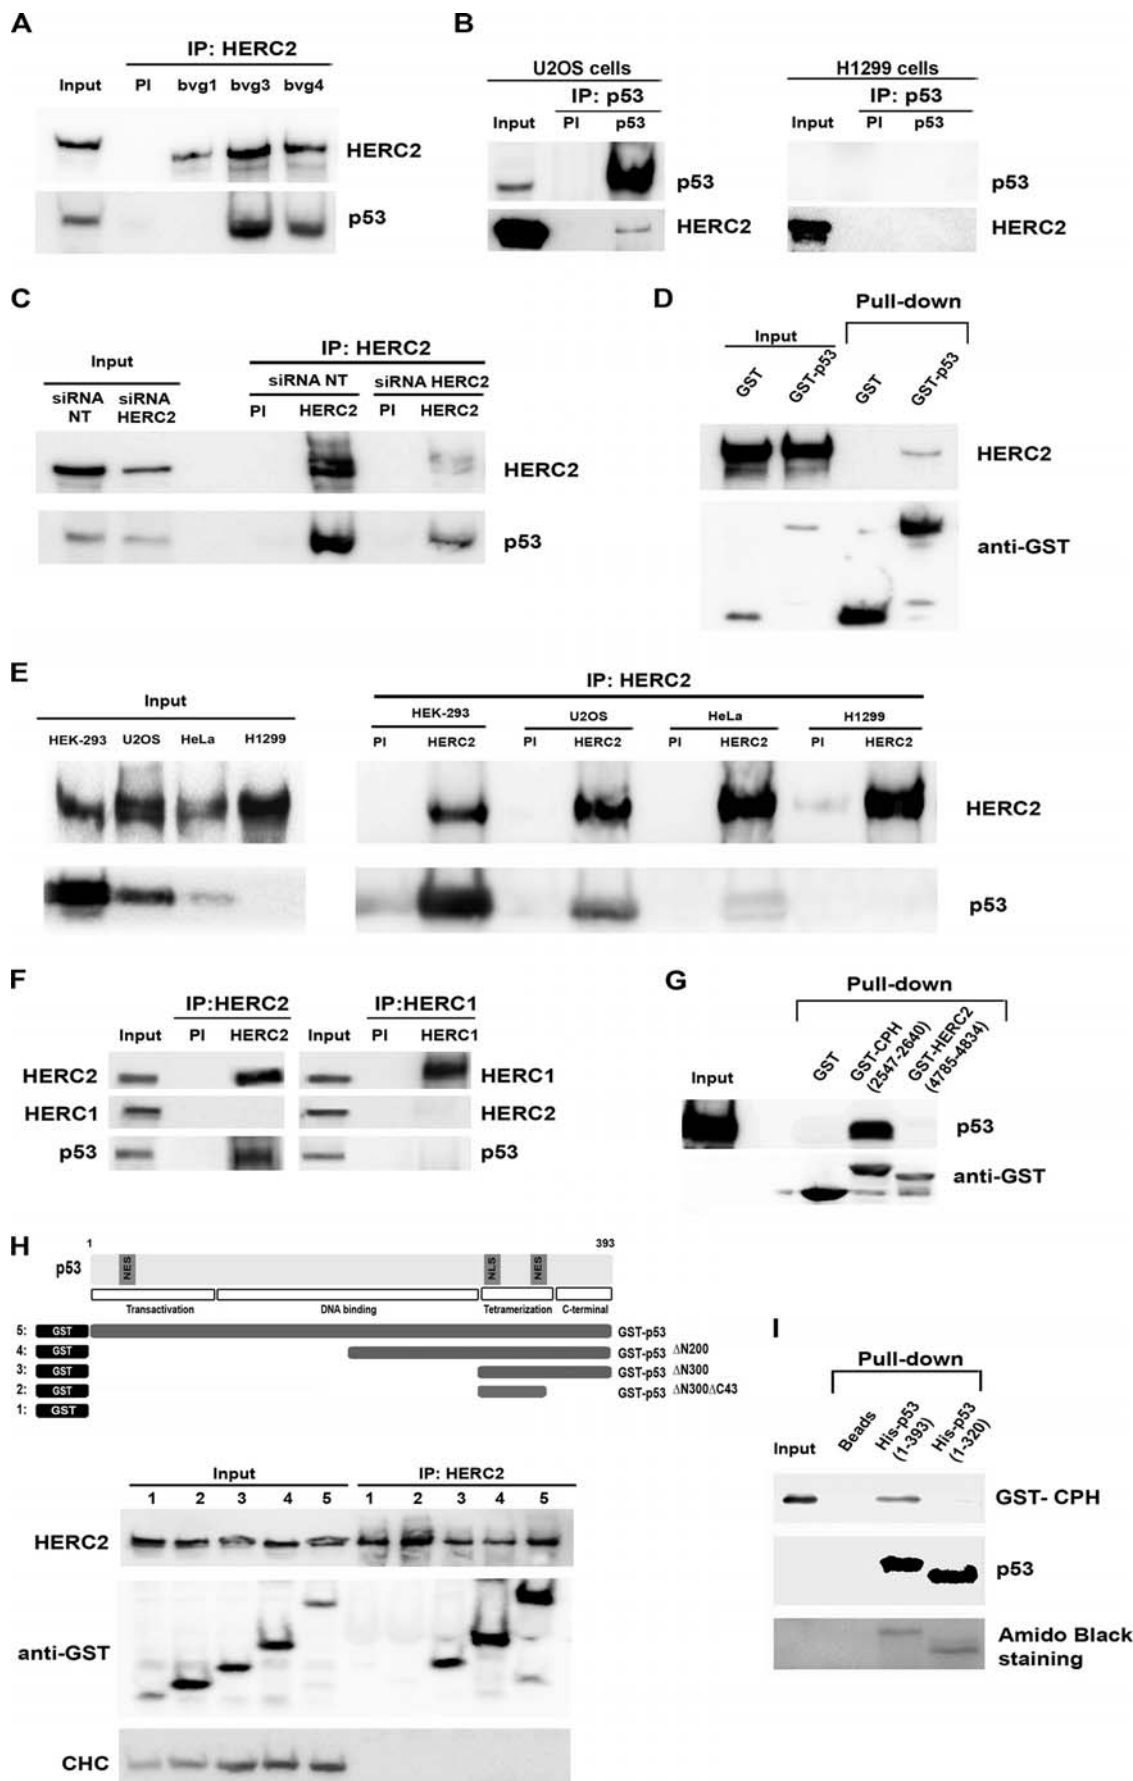 A
IP: HERC2
Input PI bvg1 bvg3 bvg4
HERC2
p53
B
U2OS cells
IP: p53
Input PI p53
p53
HERC2
H1299 cells
IP: p53
Input PI p53
p53
HERC2
C
Input
siRNA NT siRNA HERC2
IP: HERC2
siRNA NT siRNA HERC2
PI HERC2 PI HERC2
HERC2
p53
D
Pull-down
Input
GST GST-p53 GST GST-p53
HERC2
anti-GST
E
Input
HEK-293 U2OS HeLa H1299
IP: HERC2
HEK-293 U2OS HeLa H1299
PI HERC2 PI HERC2 PI HERC2 PI HERC2
HERC2
p53
F
IP:HERC2 IP:HERC1
Input PI HERC2 Input PI HERC1
HERC2 HERC1
HERC1 HERC2
p53 p53
G
Pull-down
Input GST GST-CPH (2547-2640) GST-HERC2 (4785-4834)
p53
anti-GST
H
1 393
p53 NES NLS NES
Transactivation DNA binding Tetramerization C-terminal
5: GST GST-p53
4: GST GST-p53 ΔN200
3: GST GST-p53 ΔN300
2: GST GST-p53 ΔN300ΔC43
1: GST
Input IP: HERC2
1 2 3 4 5 1 2 3 4 5
HERC2
anti-GST
CHC
I
Pull-down
Input Beads His-p53 (1-393) His-p53 (1-320)
GST- CPH
p53
Amido Black
staining